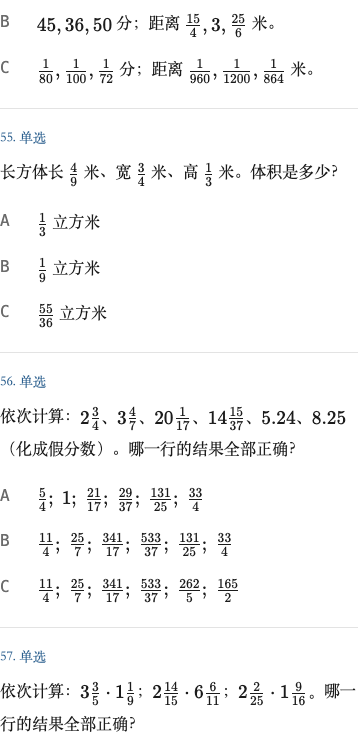 B 45, 36, 50 分；距离 15/4, 3, 25/6 米。
C 1/80, 1/100, 1/72 分；距离 1/960, 1/1200, 1/864 米。
55. 单选
长方体长 4/9 米、宽 3/4 米、高 1/3 米。体积是多少?
A 1/3 立方米
B 1/9 立方米
C 55/36 立方米
56. 单选
依次计算：2 3/4、3 4/7、20 1/17、14 15/37、5.24、8.25
（化成假分数）。哪一行的结果全部正确?
A 5/4; 1; 21/17; 29/37; 131/25; 33/4
B 11/4; 25/7; 341/17; 533/37; 131/25; 33/4
C 11/4; 25/7; 341/17; 533/37; 262/5; 165/2
57. 单选
依次计算：3 3/5 · 1 1/9；2 14/15 · 6 6/11；2 2/25 · 1 9/16。哪一
行的结果全部正确?